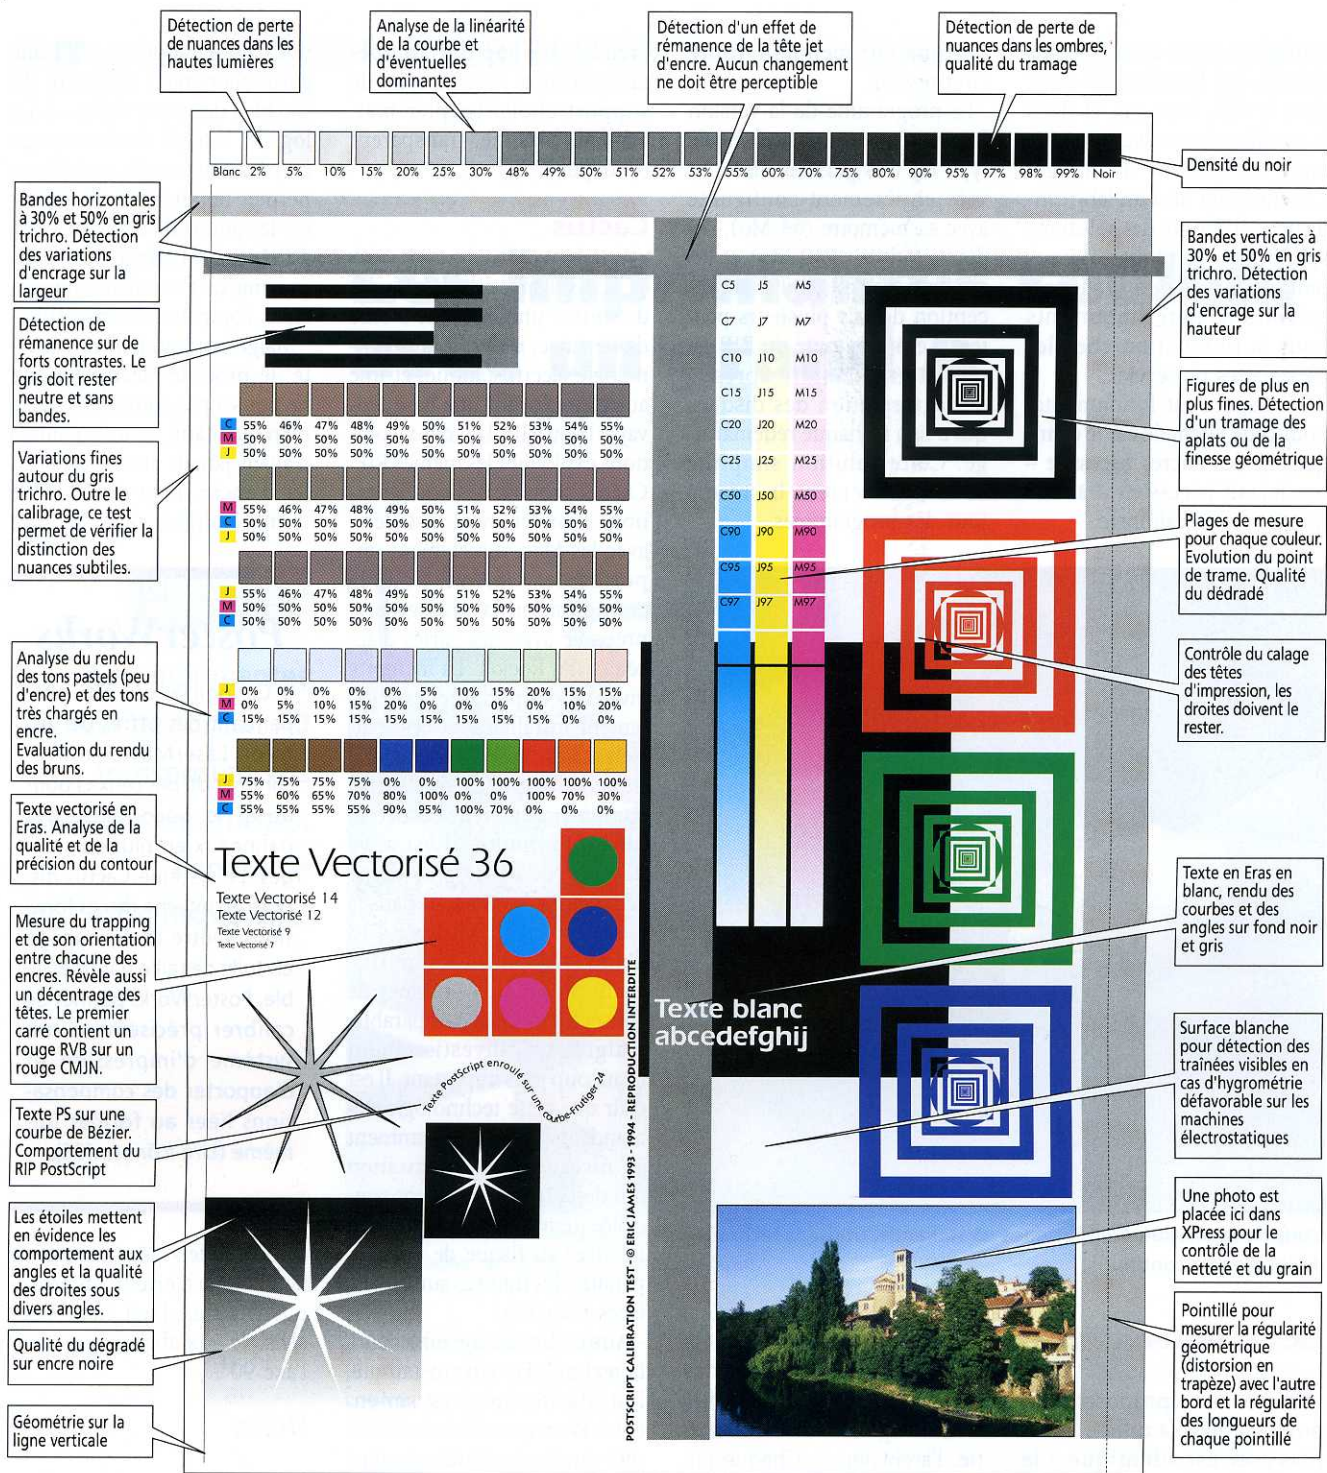 Détection de perte
de nuances dans les
hautes lumières
Analyse de la linéarité
de la courbe et
d'éventuelles
dominantes
Détection d'un effet de
rémanence de la tête jet
d'encre. Aucun changement
ne doit être perceptible
Détection de perte de
nuances dans les ombres,
qualité du tramage
Blanc 2% 5% 10% 15% 20% 25% 30% 48% 49% 50% 51% 52% 53% 55% 60% 70% 75% 80% 90% 95% 97% 98% 99% Noir
Densité du noir
Bandes horizontales
à 30% et 50% en gris
trichro. Détection
des variations
d'encrage sur la
largeur
Détection de
rémanence sur de
forts contrastes. Le
gris doit rester
neutre et sans
bandes.
Variations fines
autour du gris
trichro. Outre le
calibrage, ce test
permet de vérifier la
distinction des
nuances subtiles.
Analyse du rendu
des tons pastels (peu
d'encre) et des tons
très chargés en
encre.
Evaluation du rendu
des bruns.
Texte vectorisé en
Eras. Analyse de la
qualité et de la
précision du contour
Mesure du trapping
et de son orientation
entre chacune des
encres. Révèle aussi
un décentrage des
têtes. Le premier
carré contient un
rouge RVB sur un
rouge CMJN.
Texte PS sur une
courbe de Bézier.
Comportement du
RIP PostScript
Les étoiles mettent
en évidence les
comportement aux
angles et la qualité
des droites sous
divers angles.
Qualité du dégradé
sur encre noire
Géométrie sur la
ligne verticale
C 55% 46% 47% 48% 49% 50% 51% 52% 53% 54% 55%
M 50% 50% 50% 50% 50% 50% 50% 50% 50% 50% 50%
J 50% 50% 50% 50% 50% 50% 50% 50% 50% 50% 50%
M 55% 46% 47% 48% 49% 50% 51% 52% 53% 54% 55%
C 50% 50% 50% 50% 50% 50% 50% 50% 50% 50% 50%
J 50% 50% 50% 50% 50% 50% 50% 50% 50% 50% 50%
J 55% 46% 47% 48% 49% 50% 51% 52% 53% 54% 55%
M 50% 50% 50% 50% 50% 50% 50% 50% 50% 50% 50%
C 50% 50% 50% 50% 50% 50% 50% 50% 50% 50% 50%
J 0% 0% 0% 0% 0% 5% 10% 15% 20% 15% 15%
M 0% 5% 10% 15% 20% 0% 0% 0% 0% 10% 20%
C 15% 15% 15% 15% 15% 15% 15% 15% 15% 0% 0%
J 75% 75% 75% 75% 0% 0% 100% 100% 100% 100% 100%
M 55% 60% 65% 70% 80% 100% 0% 0% 100% 70% 30%
C 55% 55% 55% 55% 90% 95% 100% 70% 0% 0% 0%
Texte Vectorisé 36
Texte Vectorisé 14
Texte Vectorisé 12
Texte Vectorisé 9
Texte Vectorisé 7
Texte PostScript enroulé sur une courbe-Frutiger 24
POSTSCRIPT CALIBRATION TEST - © ERIC JAMES 1993 - 1994 - REPRODUCTION INTERDITE
C5 J5 M5
C7 J7 M7
C10 J10 M10
C15 J15 M15
C20 J20 M20
C25 J25 M25
C50 J50 M50
C90 J90 M90
C95 J95 M95
C97 J97 M97
Texte blanc
abcedefghij
Bandes verticales à
30% et 50% en gris
trichro. Détection
des variations
d'encrage sur la
hauteur
Figures de plus en
plus fines. Détection
d'un tramage des
aplats ou de la
finesse géométrique
Plages de mesure
pour chaque couleur.
Evolution du point
de trame. Qualité
du dédradé
Contrôle du calage
des têtes
d'impression, les
droites doivent le
rester.
Texte en Eras en
blanc, rendu des
courbes et des
angles sur fond noir
et gris
Surface blanche
pour détection des
traînées visibles en
cas d'hygrométrie
défavorable sur les
machines
électrostatiques
Une photo est
placée ici dans
XPress pour le
contrôle de la
netteté et du grain
Pointillé pour
mesurer la régularité
géométrique
(distorsion en
trapèze) avec l'autre
bord et la régularité
des longueurs de
chaque pointillé